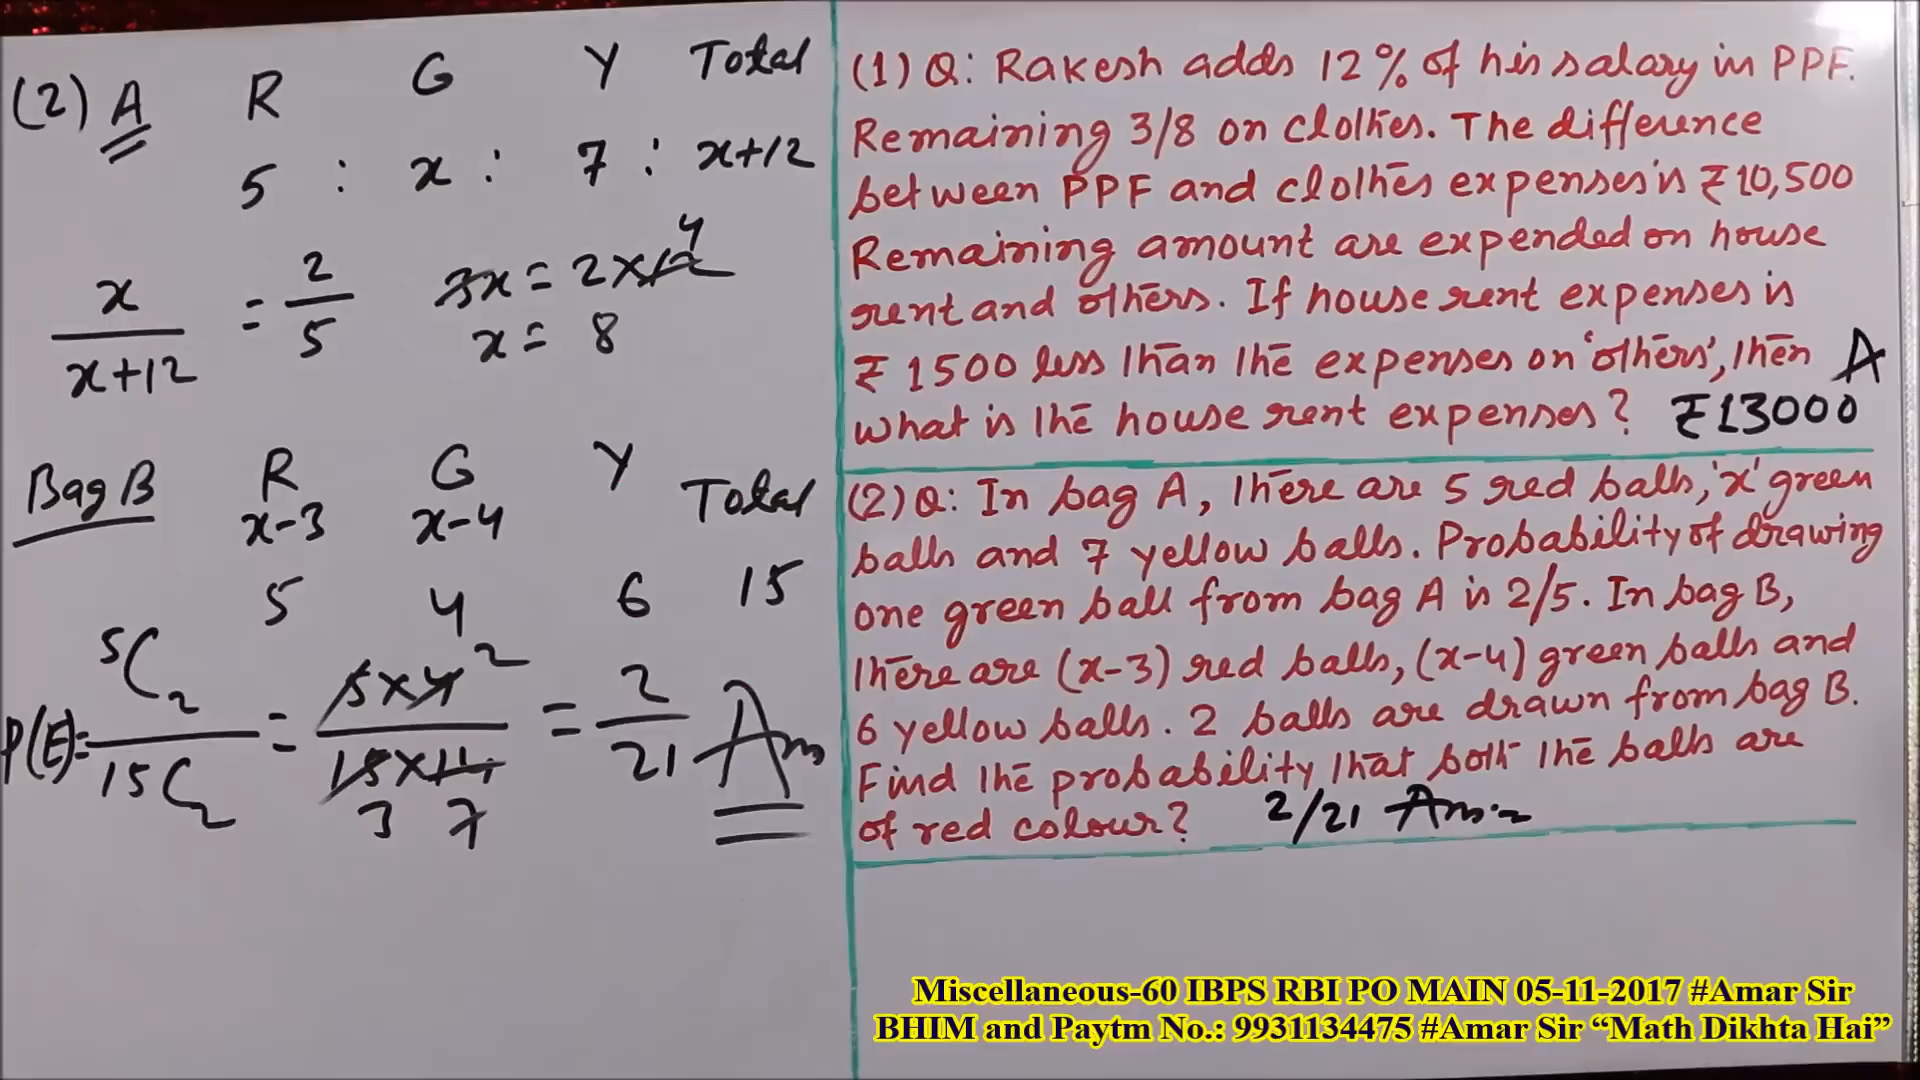 (2) A R G Y Total
5 : x : 7 : x+12
x/x+12 = 2/5 3x = 2×12 4
x = 8
Bag B R G Y Total
x-3 x-4
5 4 6 15
P(E)= 5C2/15C2 = 5×4 2/15×14 3 7 = 2/21 Ans
(1) Q: Rakesh adds 12% of his salary in PPF.
Remaining 3/8 on clothes. The difference
between PPF and clothes expenses is ₹10,500
Remaining amount are expended on house
rent and others. If house rent expenses is
₹ 1500 less than the expenses on 'others', then A
what is the house rent expenses? ₹13000
(2) Q: In bag A, there are 5 red balls, 'x' green
balls and 7 yellow balls. Probability of drawing
one green ball from bag A is 2/5. In bag B,
there are (x-3) red balls, (x-4) green balls and
6 yellow balls. 2 balls are drawn from bag B.
Find the probability that both the balls are
of red colour? 2/21 Ans
Miscellaneous-60 IBPS RBI PO MAIN 05-11-2017 #Amar Sir
BHIM and Paytm No.: 9931134475 #Amar Sir “Math Dikhta Hai”